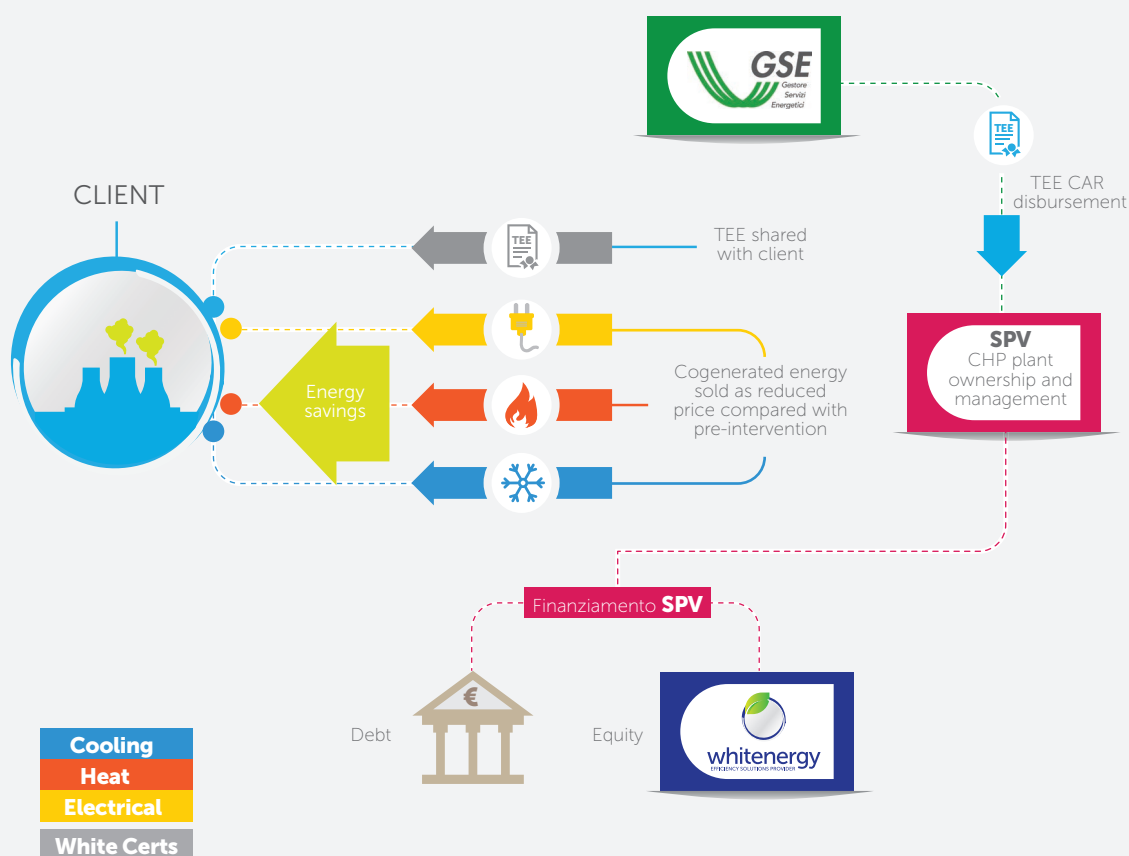 GSE
Gestore
Servizi
Energetici
TEE
TEE CAR
disbursement
CLIENT
TEE
TEE shared
with client
Energy
savings
Cogenerated energy
sold as reduced
price compared with
pre-intervention
SPV
CHP plant
ownership and
management
Finanziamento SPV
€
Debt
Equity
whitenergy
EFFICIENCY SOLUTIONS PROVIDER
Cooling
Heat
Electrical
White Certs